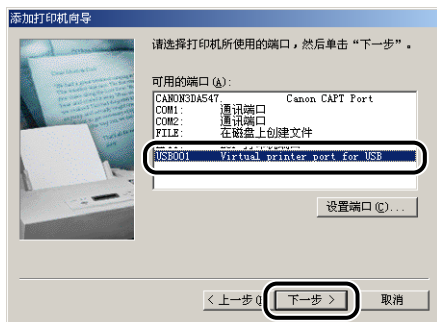 添加打印机向导
请选择打印机所使用的端口，然后单击“下一步”。
可用的端口(A):
CANON3DA547. Canon CAPT Port
COM1: 通讯端口
COM2: 通讯端口
FILE: 在磁盘上创建文件
USB001 Virtual printer port for USB
设置端口(C)...
< 上一步 下一步 > 取消